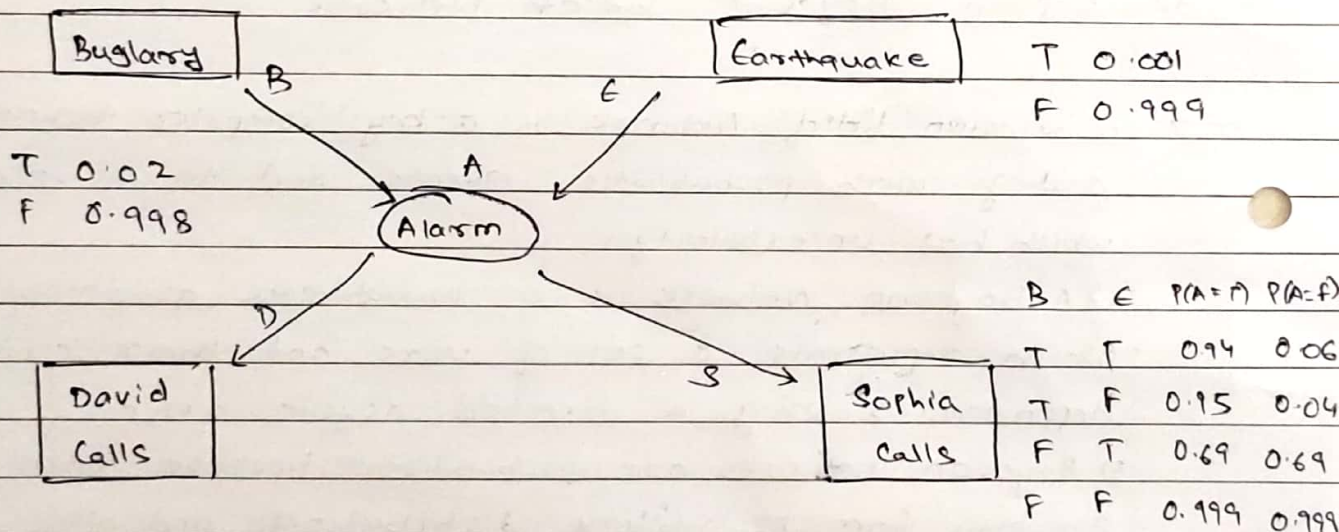 Buglary
Earthquake
T 0.001
F 0.999
B
E
T 0.02
F 0.998
A
Alarm
D
S
David
Calls
Sophia
Calls
B E P(A=T) P(A=F)
T T 0.94 0.06
T F 0.95 0.04
F T 0.69 0.69
F F 0.999 0.999